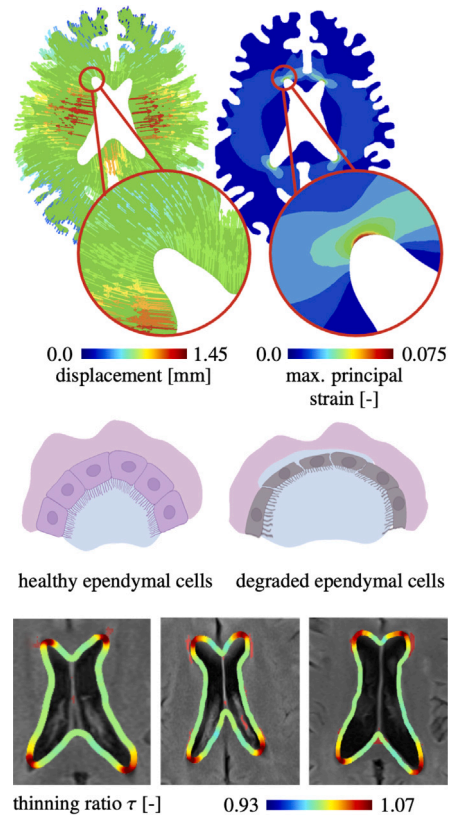 0.0 1.45
displacement [mm]
0.0 0.075
max. principal
strain [-]
healthy ependymal cells
degraded ependymal cells
thinning ratio τ [-]
0.93 1.07